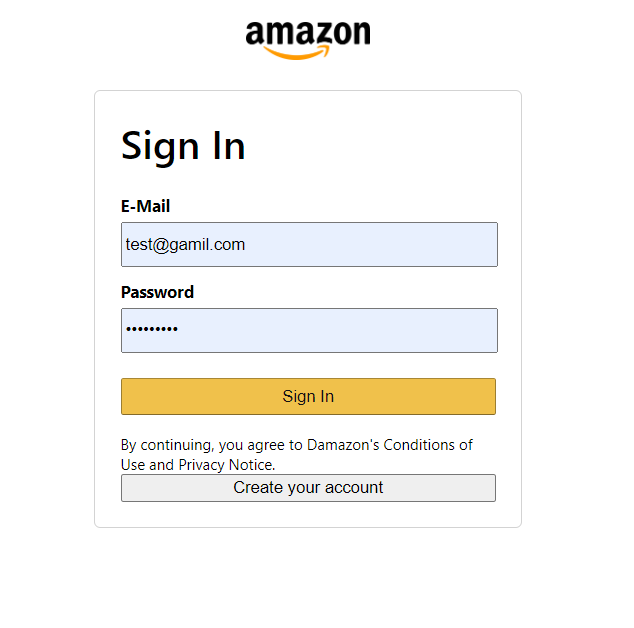 amazon
Sign In
E-Mail
test@gamil.com
Password
•••••••••
Sign In
By continuing, you agree to Damazon's Conditions of
Use and Privacy Notice.
Create your account